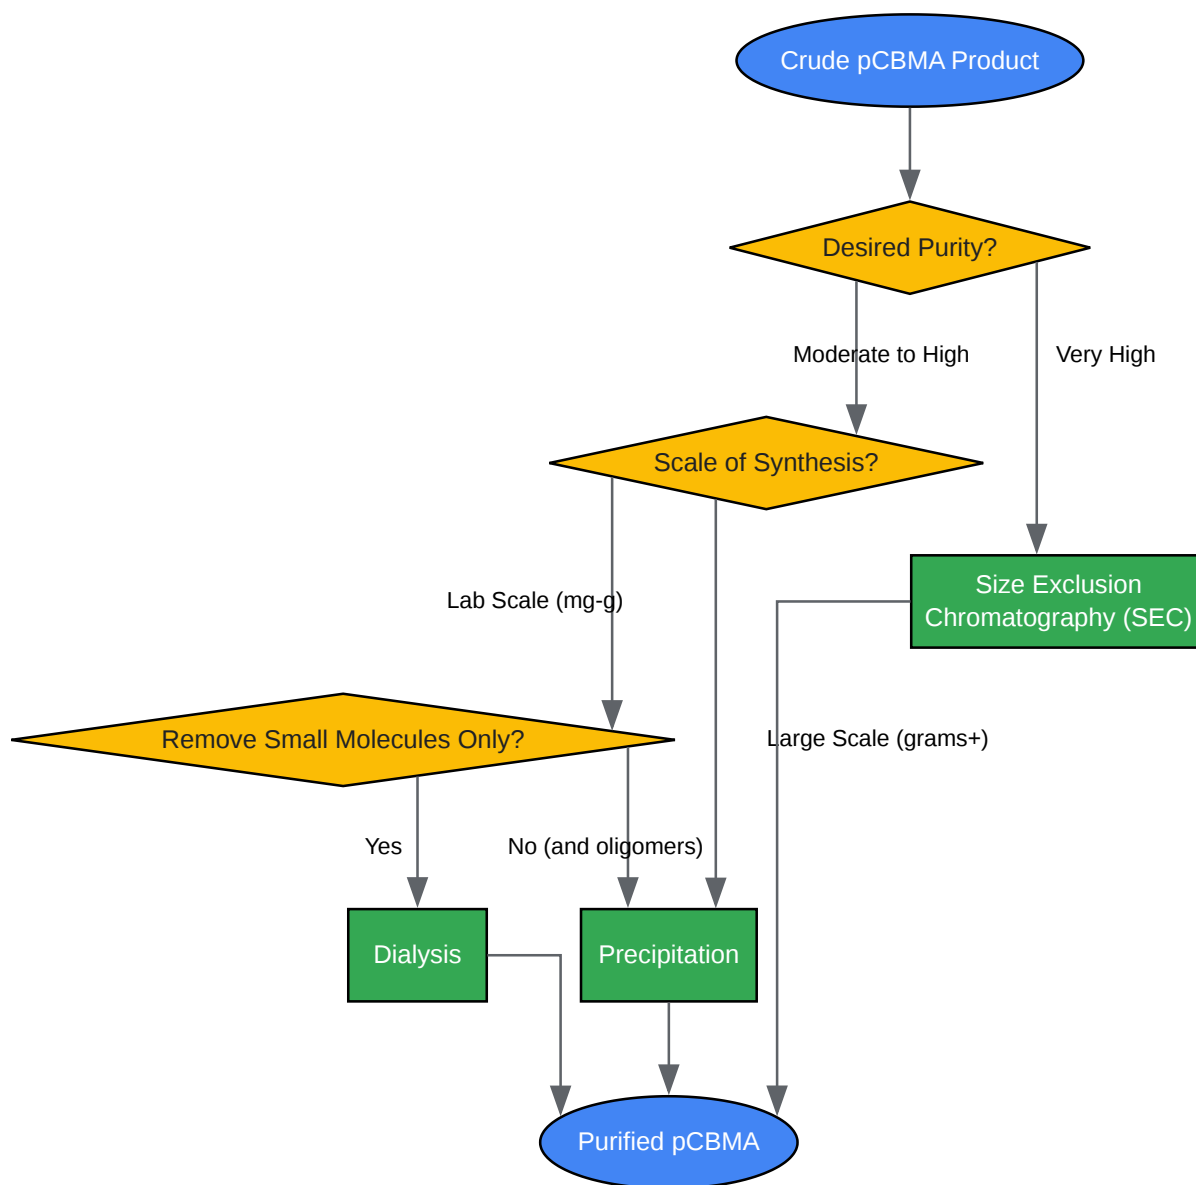 Crude pCBMA Product
Desired Purity?
Moderate to High
Very High
Scale of Synthesis?
Size Exclusion
Chromatography (SEC)
Lab Scale (mg-g)
Remove Small Molecules Only?
Large Scale (grams+)
Yes
No (and oligomers)
Dialysis
Precipitation
Purified pCBMA